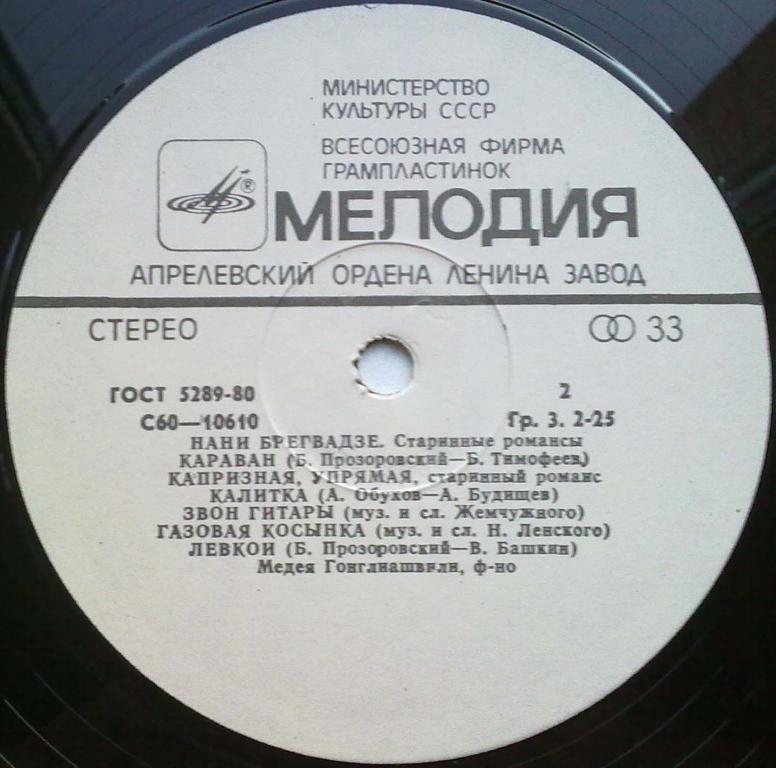 МИНИСТЕРСТВО
КУЛЬТУРЫ СССР
ВСЕСОЮЗНАЯ ФИРМА
ГРАМПЛАСТИНОК
®
МЕЛОДИЯ
АПРЕЛЕВСКИЙ ОРДЕНА ЛЕНИНА ЗАВОД
СТЕРЕО 33
ГОСТ 5289-80 2
С60—10610 Гр. 3. 2-25
НАНИ БРЕГВАДЗЕ. Старинные романсы
КАРАВАН (Б. Прозоровский—Б. Тимофеев)
КАПРИЗНАЯ, УПРЯМАЯ, старинный романс
КАЛИТКА (А. Обухов—А. Будищев)
ЗВОН ГИТАРЫ (муз. и сл. Жемчужного)
ГАЗОВАЯ КОСЫНКА (муз. и сл. Н. Ленского)
ЛЕВКОИ (Б. Прозоровский—В. Башкин)
Медея Гонглиашвили, ф-но